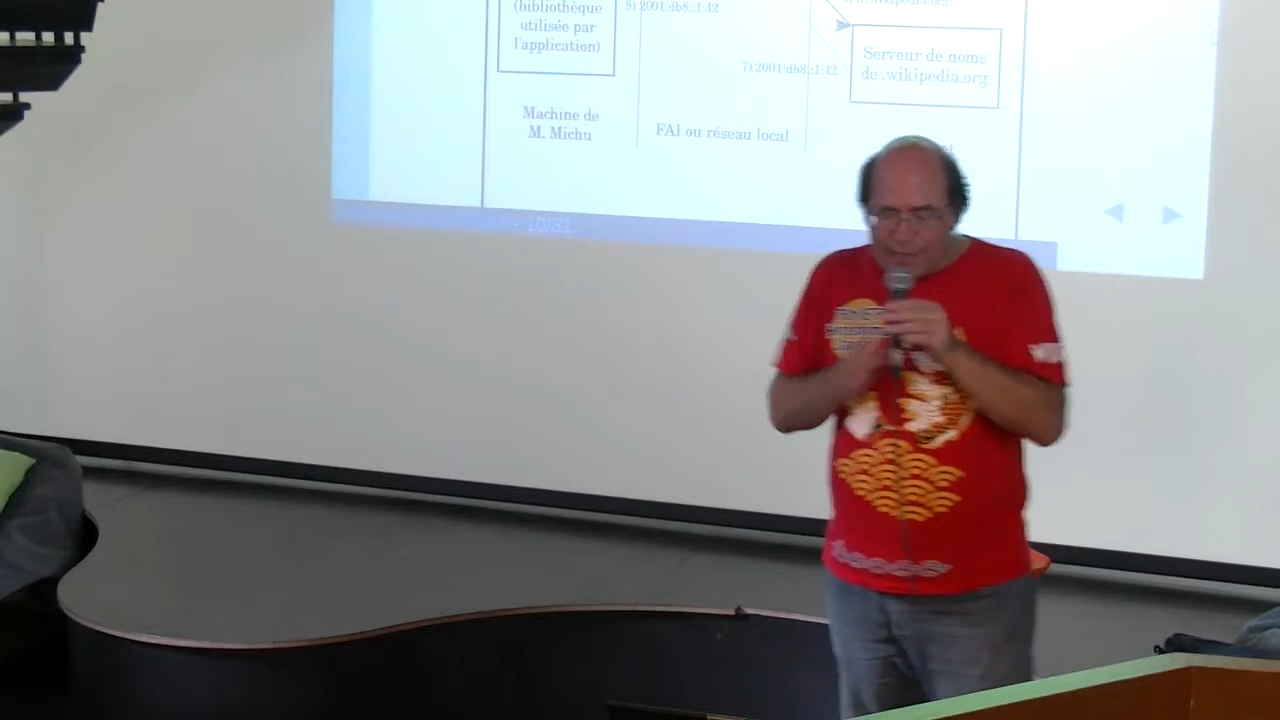 (bibliothèque
utilisée par
l'application)
8) 2001:db8::1:42
Serveur de noms
de .wikipedia.org
7) 2001:db8::1:42
Machine de
M. Michu
FAI ou réseau local
- 10/31